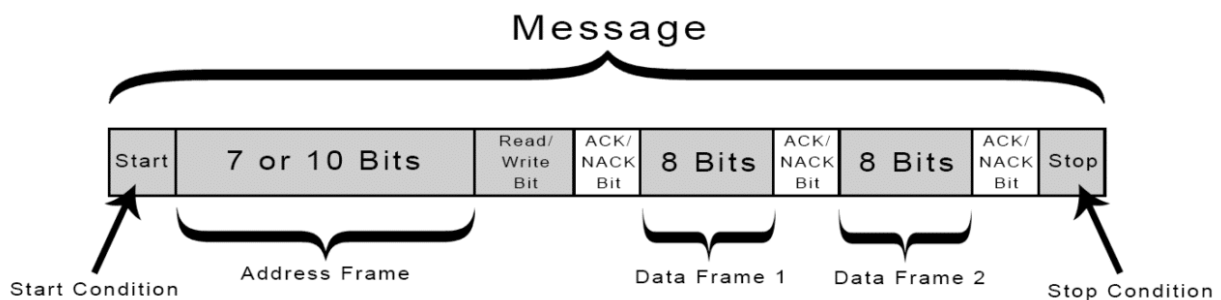 Message
Start
7 or 10 Bits
Read/
Write
Bit
ACK/
NACK
Bit
8 Bits
ACK/
NACK
Bit
8 Bits
ACK/
NACK
Bit
Stop
Start Condition
Address Frame
Data Frame 1
Data Frame 2
Stop Condition